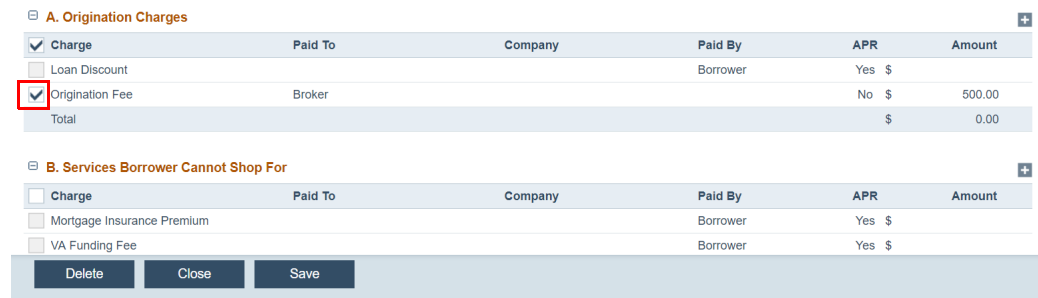 A. Origination Charges
Charge Paid To Company Paid By APR Amount
Loan Discount Borrower Yes $
Origination Fee Broker No $ 500.00
Total $ 0.00
B. Services Borrower Cannot Shop For
Charge Paid To Company Paid By APR Amount
Mortgage Insurance Premium Borrower Yes $
VA Funding Fee Borrower Yes $
Delete Close Save